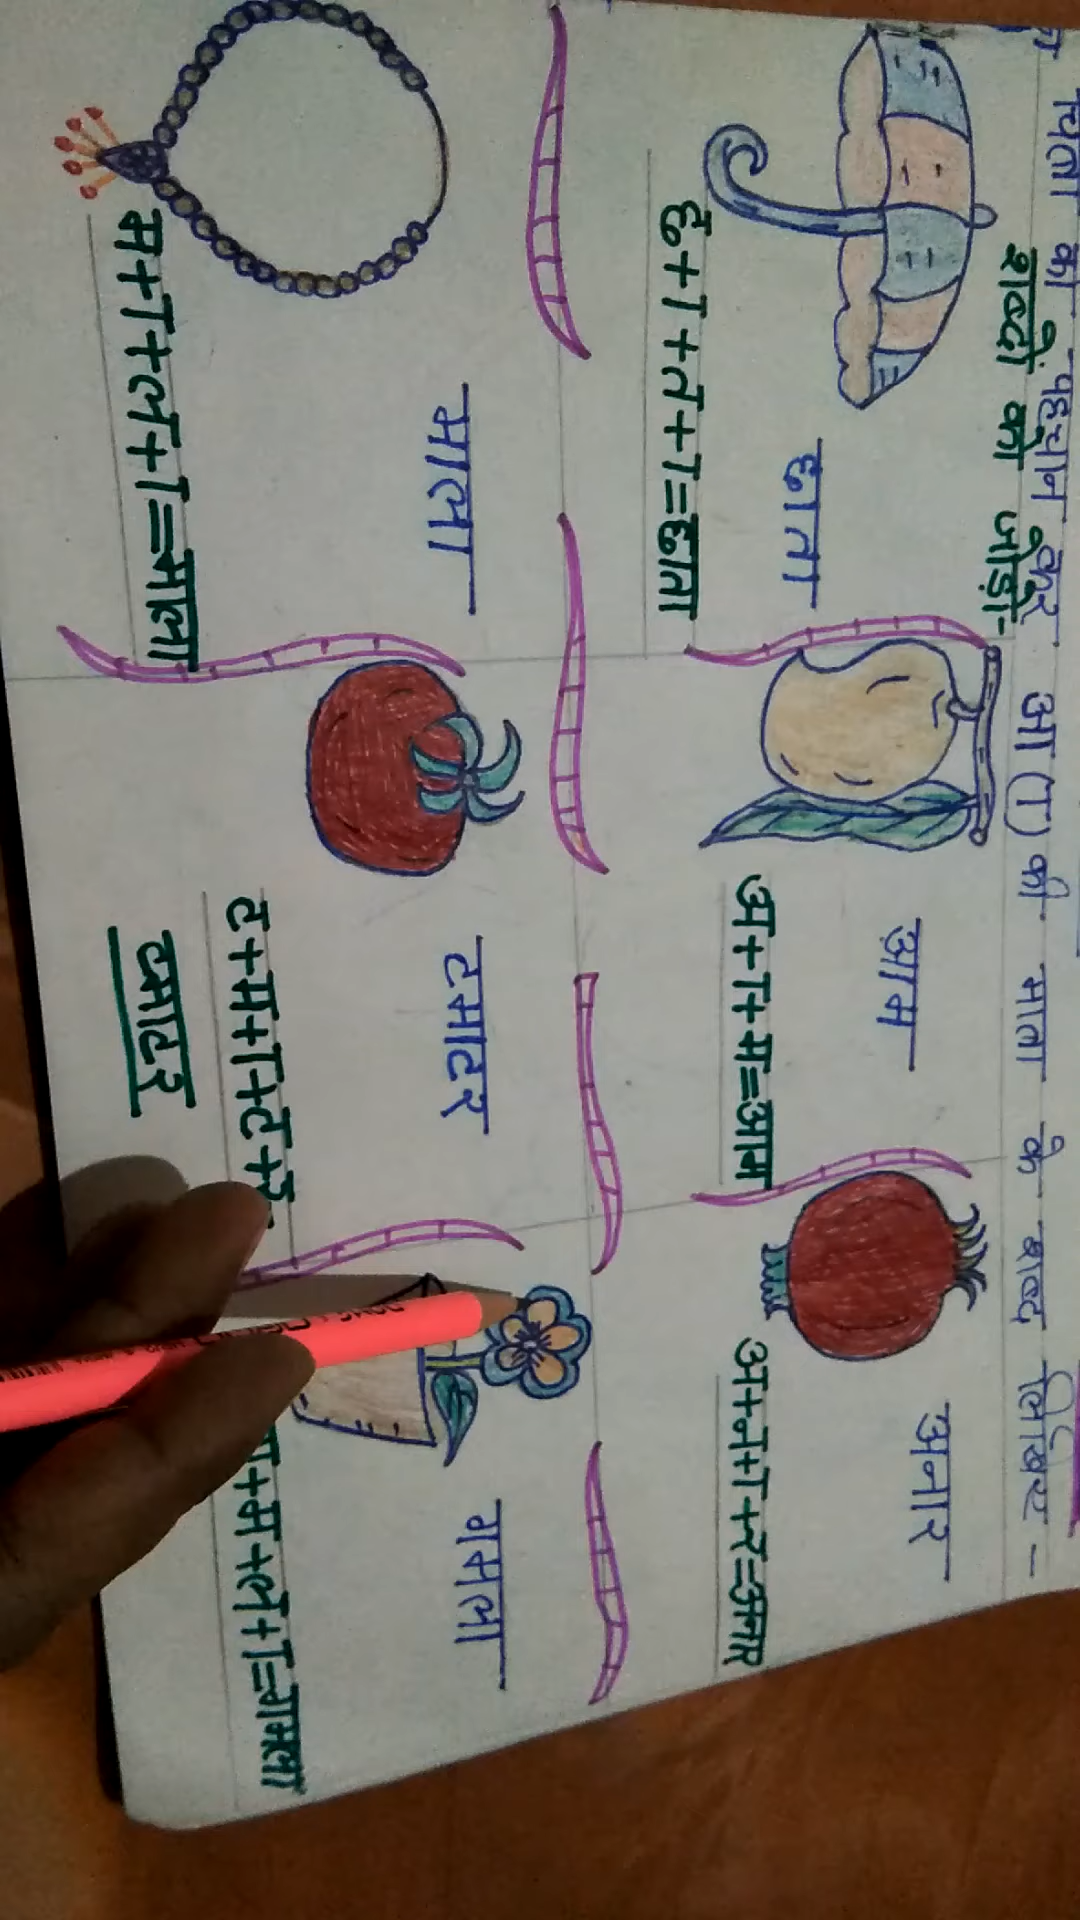 चित्रों को पहचान कर आ (ा) की मात्रा के शब्द लिखिए –
शब्दों को जोड़ो-
छाता
छ+ा+त+ा=छाता
आम
अ+ा+म=आम
अनार
अ+न+ा+र=अनार
माला
म+ा+ल+ा=माला
टमाटर
ट+म+ा+ट+र
टमाटर
गमला
ग+म+ल+ा=गमला